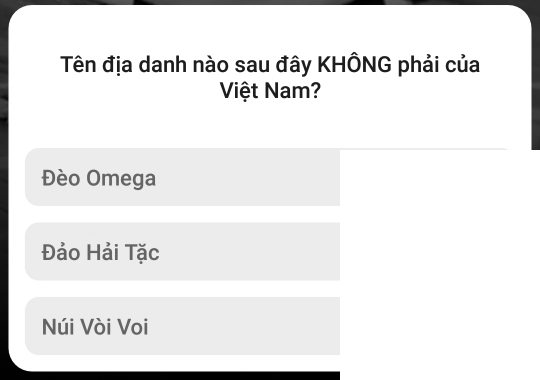 Tên địa danh nào sau đây KHÔNG phải của
Việt Nam?
Đèo Omega
Đảo Hải Tặc
Núi Vòi Voi